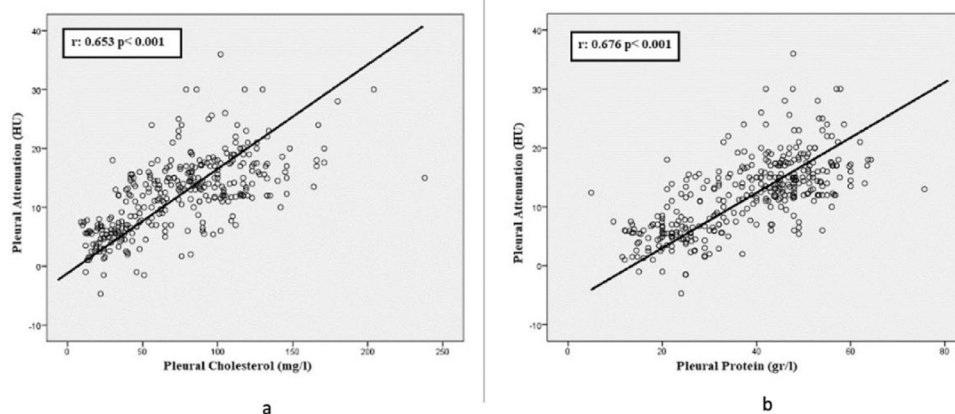 r: 0.653 p< 0.001
Pleural Attenuation (HU)
40
30
20
10
0
-10
0 50 100 150 200 250
Pleural Cholesterol (mg/l)
a
r: 0.676 p< 0.001
Pleural Attenuation (HU)
40
30
20
10
0
-10
0 20 40 60 80
Pleural Protein (gr/l)
b